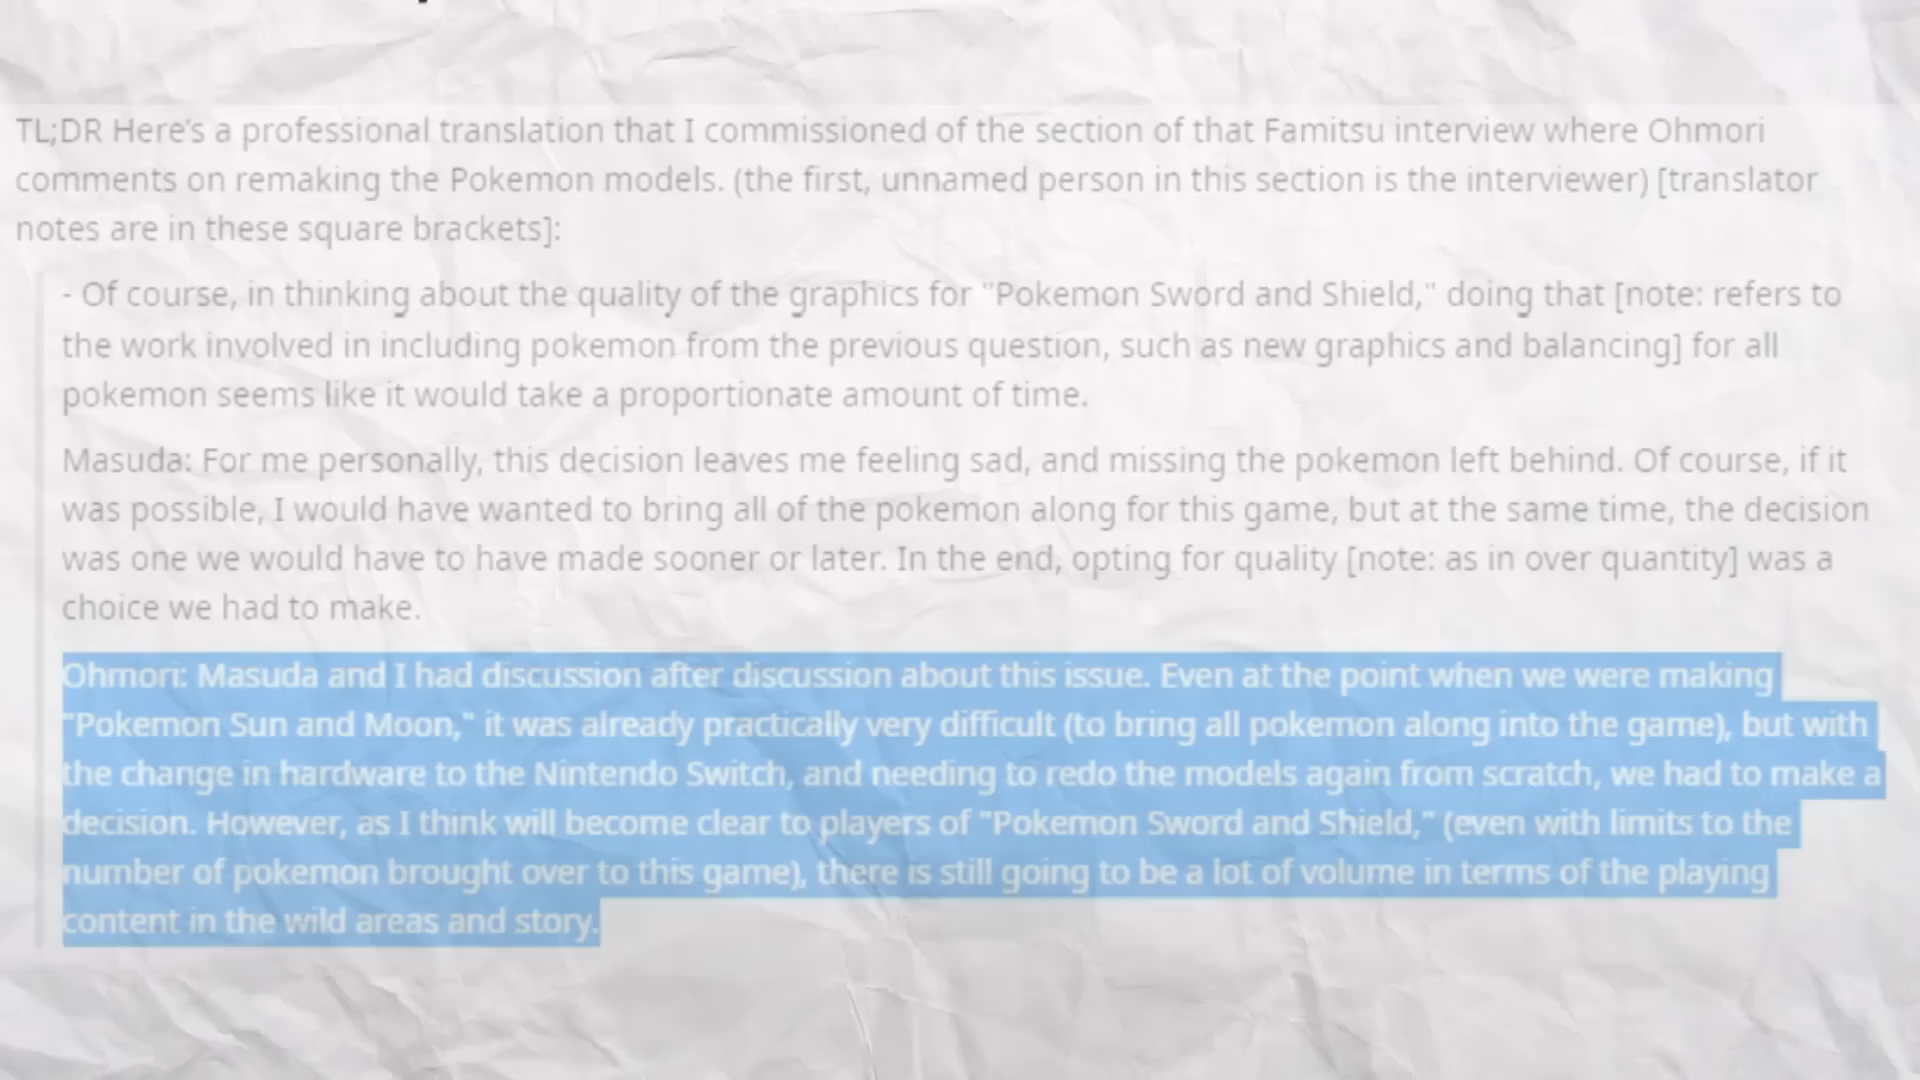 TL;DR Here's a professional translation that I commissioned of the section of that Famitsu interview where Ohmori
comments on remaking the Pokemon models. (the first, unnamed person in this section is the interviewer) [translator
notes are in these square brackets]:
- Of course, in thinking about the quality of the graphics for "Pokemon Sword and Shield," doing that [note: refers to
the work involved in including pokemon from the previous question, such as new graphics and balancing] for all
pokemon seems like it would take a proportionate amount of time.
Masuda: For me personally, this decision leaves me feeling sad, and missing the pokemon left behind. Of course, if it
was possible, I would have wanted to bring all of the pokemon along for this game, but at the same time, the decision
was one we would have to have made sooner or later. In the end, opting for quality [note: as in over quantity] was a
choice we had to make.
Ohmori: Masuda and I had discussion after discussion about this issue. Even at the point when we were making
"Pokemon Sun and Moon," it was already practically very difficult (to bring all pokemon along into the game), but with
the change in hardware to the Nintendo Switch, and needing to redo the models again from scratch, we had to make a
decision. However, as I think will become clear to players of "Pokemon Sword and Shield," (even with limits to the
number of pokemon brought over to this game), there is still going to be a lot of volume in terms of the playing
content in the wild areas and story.